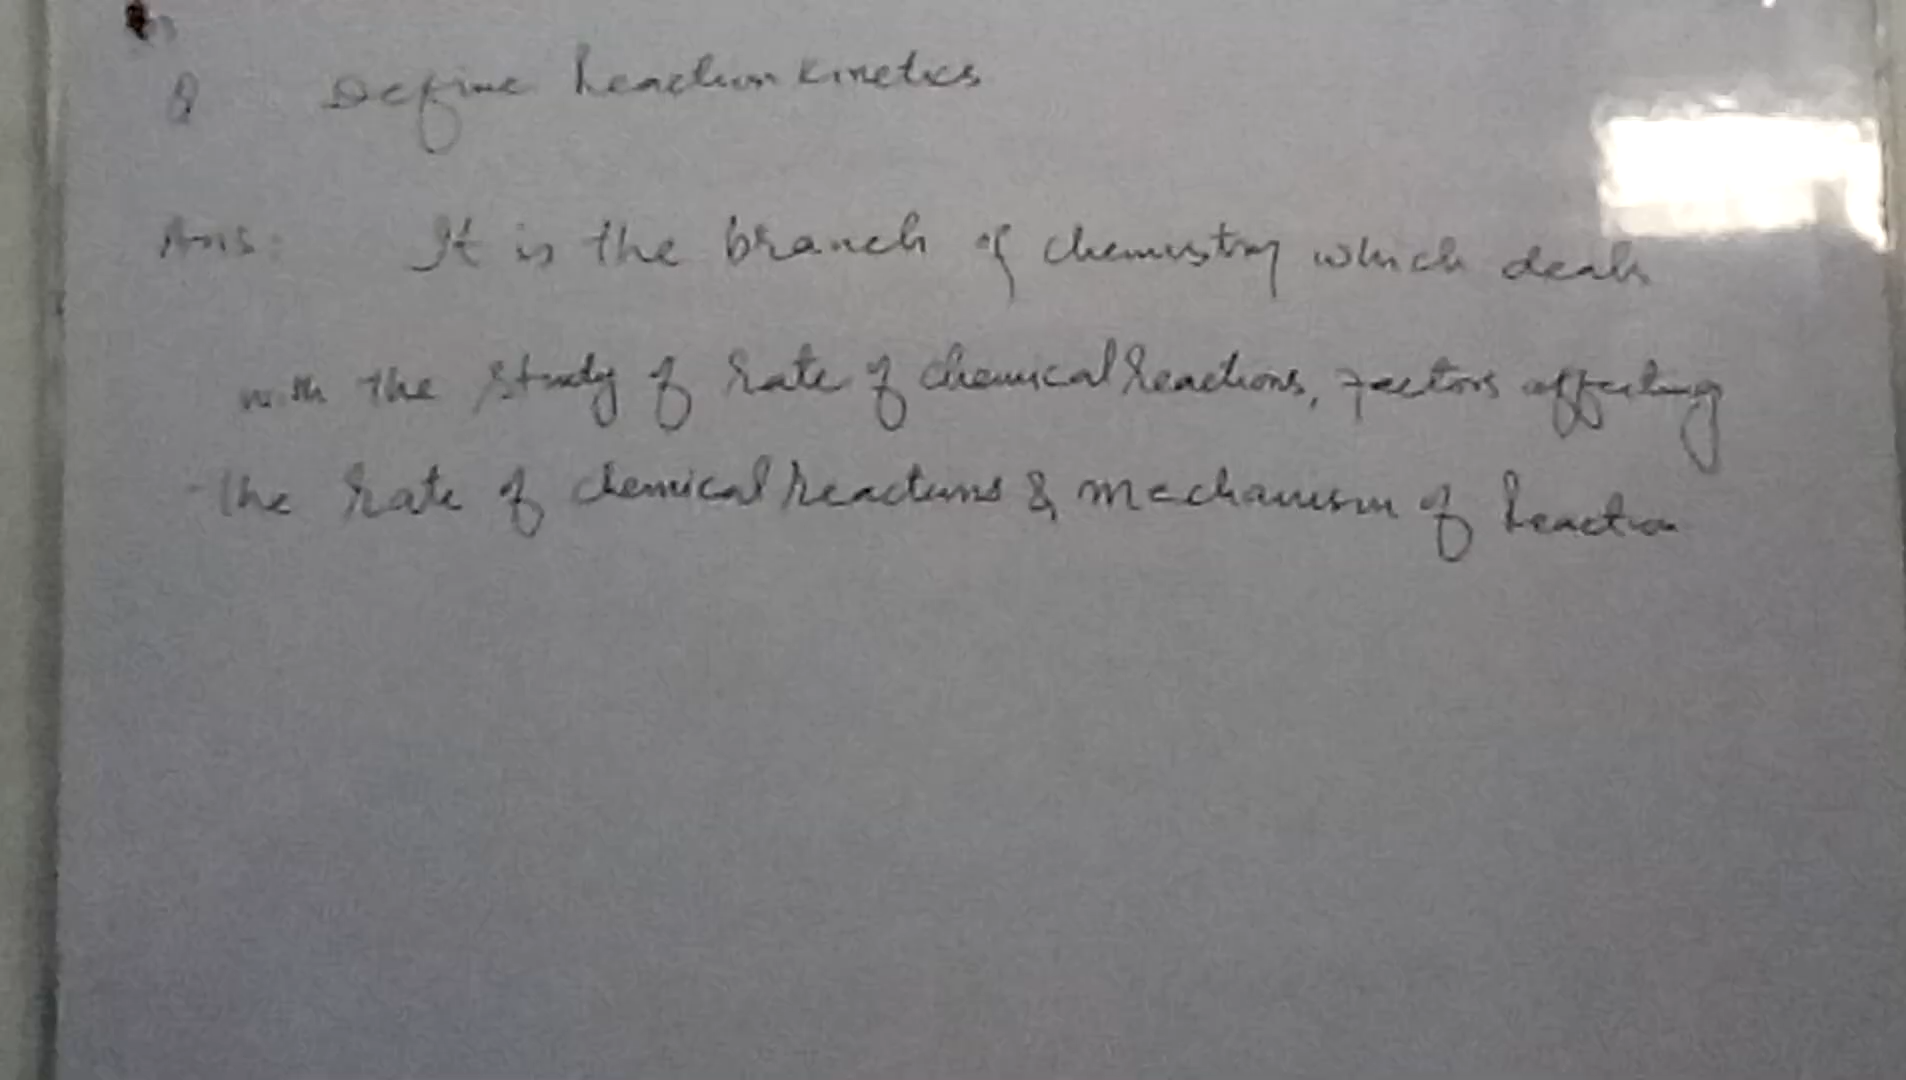 Q Define Reaction kinetics
Ans: It is the branch of chemistry which deals
with the study of rate of chemical reactions, factors affecting
the rate of chemical reactions & mechanism of reaction